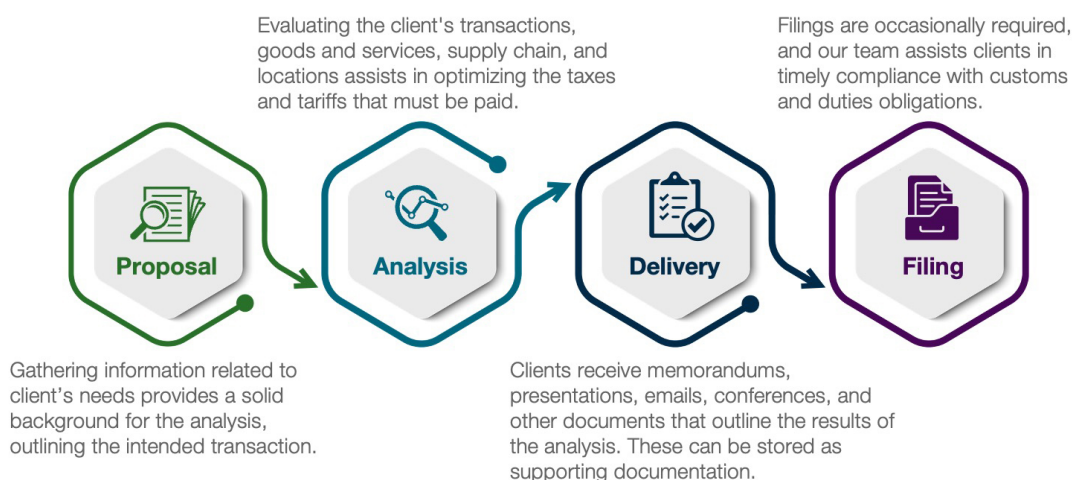 Evaluating the client's transactions,
goods and services, supply chain, and
locations assists in optimizing the taxes
and tariffs that must be paid.
Filings are occasionally required,
and our team assists clients in
timely compliance with customs
and duties obligations.
Proposal
Analysis
Delivery
Filing
Gathering information related to
client’s needs provides a solid
background for the analysis,
outlining the intended transaction.
Clients receive memorandums,
presentations, emails, conferences, and
other documents that outline the results of
the analysis. These can be stored as
supporting documentation.